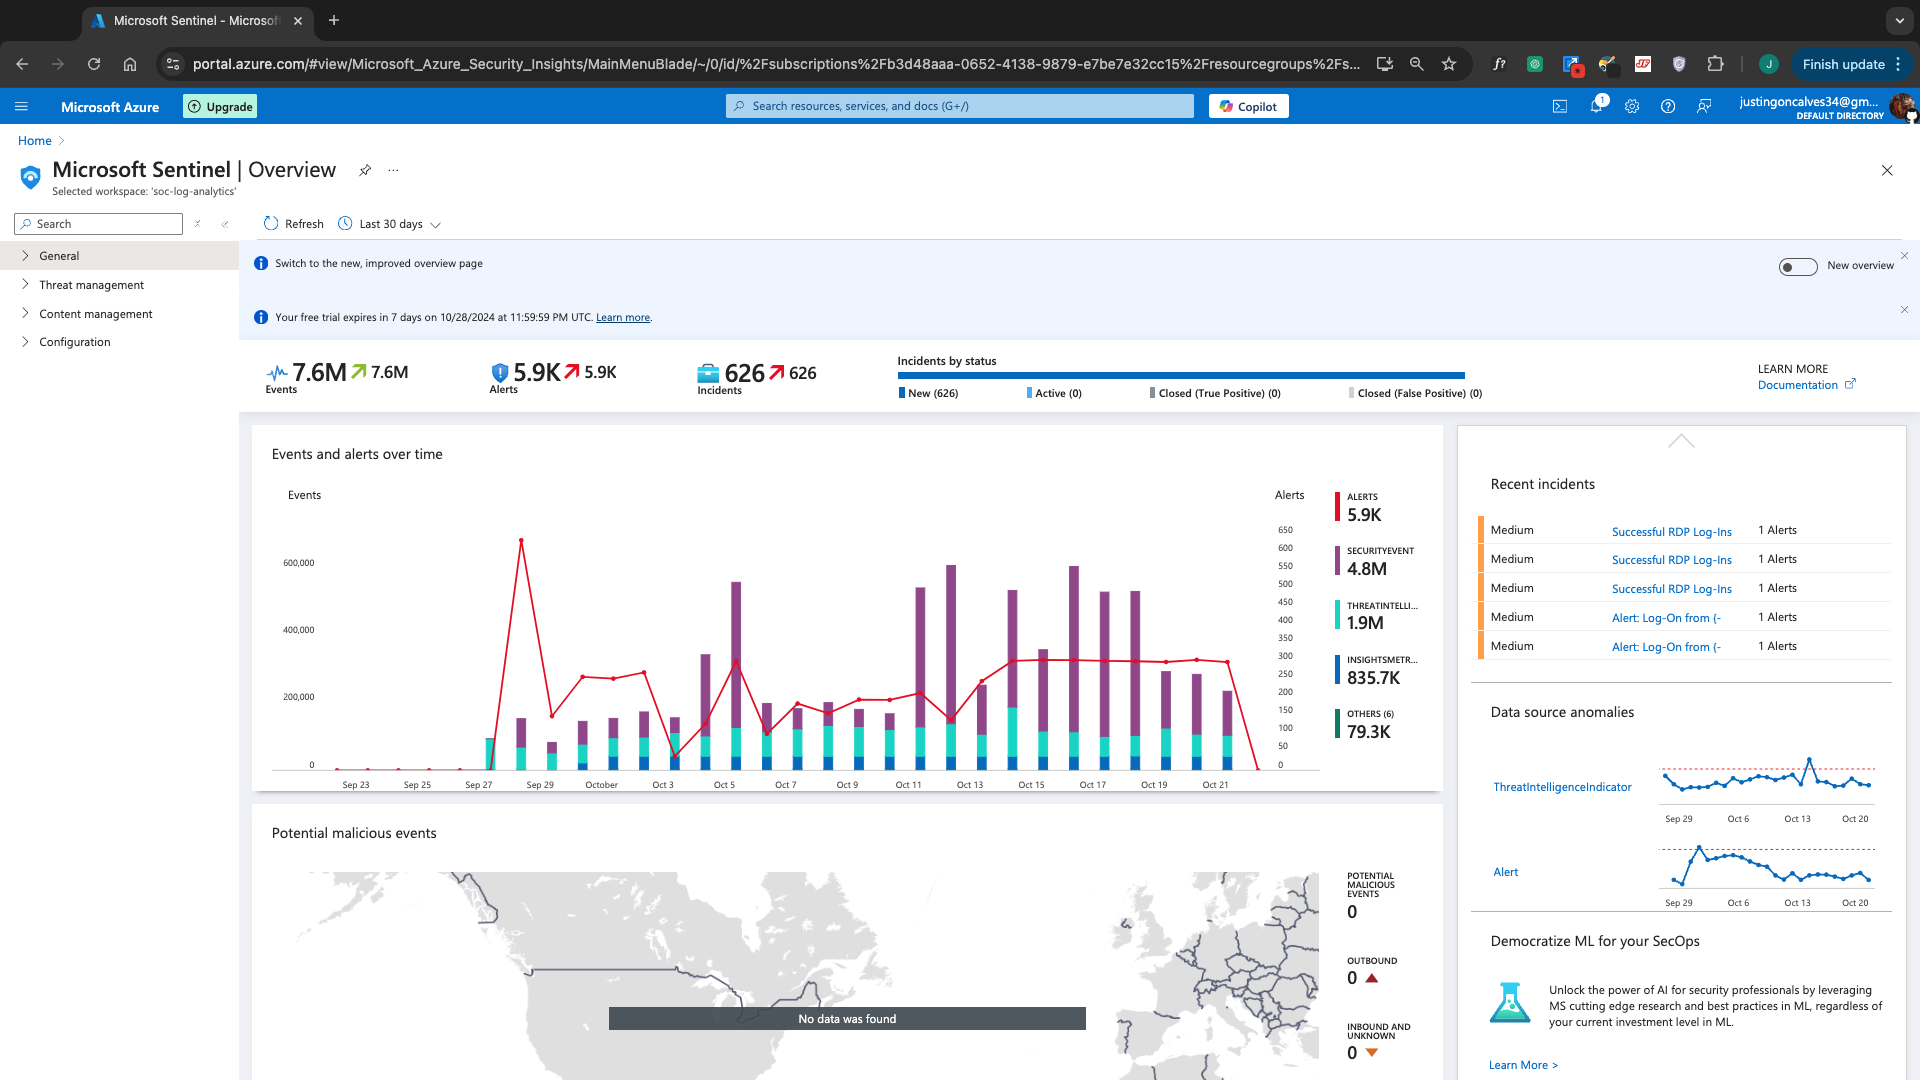 Microsoft Sentinel - Microsof
portal.azure.com/#view/Microsoft_Azure_Security_Insights/MainMenuBlade/~/0/id/%2Fsubscriptions%2Fb3d48aaa-0652-4138-9879-e7be7e32cc15%2Fresourcegroups%2Fs...
f?
J
Finish update
Microsoft Azure
Upgrade
Search resources, services, and docs (G+/)
Copilot
1
justingoncalves34@gm...
DEFAULT DIRECTORY
Home
Microsoft Sentinel | Overview
...
Selected workspace: 'soc-log-analytics'
Search
Refresh
Last 30 days
General
Threat management
Content management
Configuration
Switch to the new, improved overview page
New overview
Your free trial expires in 7 days on 10/28/2024 at 11:59:59 PM UTC. Learn more.
7.6M 7.6M
Events
5.9K 5.9K
Alerts
626 626
Incidents
Incidents by status
New (626)
Active (0)
Closed (True Positive) (0)
Closed (False Positive) (0)
LEARN MORE
Documentation
Events and alerts over time
Events
600,000
400,000
200,000
0
Alerts
650
600
550
500
450
400
350
300
250
200
150
100
50
0
Sep 23
Sep 25
Sep 27
Sep 29
October
Oct 3
Oct 5
Oct 7
Oct 9
Oct 11
Oct 13
Oct 15
Oct 17
Oct 19
Oct 21
ALERTS
5.9K
SECURITYEVENT
4.8M
THREATINTELLI...
1.9M
INSIGHTSMETR...
835.7K
OTHERS (6)
79.3K
Recent incidents
Medium Successful RDP Log-Ins 1 Alerts
Medium Successful RDP Log-Ins 1 Alerts
Medium Successful RDP Log-Ins 1 Alerts
Medium Alert: Log-On from (- 1 Alerts
Medium Alert: Log-On from (- 1 Alerts
Data source anomalies
ThreatIntelligenceIndicator
Sep 29
Oct 6
Oct 13
Oct 20
Alert
Sep 29
Oct 6
Oct 13
Oct 20
Potential malicious events
No data was found
POTENTIAL
MALICIOUS
EVENTS
0
OUTBOUND
0
INBOUND AND
UNKNOWN
0
Democratize ML for your SecOps
Unlock the power of AI for security professionals by leveraging
MS cutting edge research and best practices in ML, regardless of
your current investment level in ML.
Learn More >